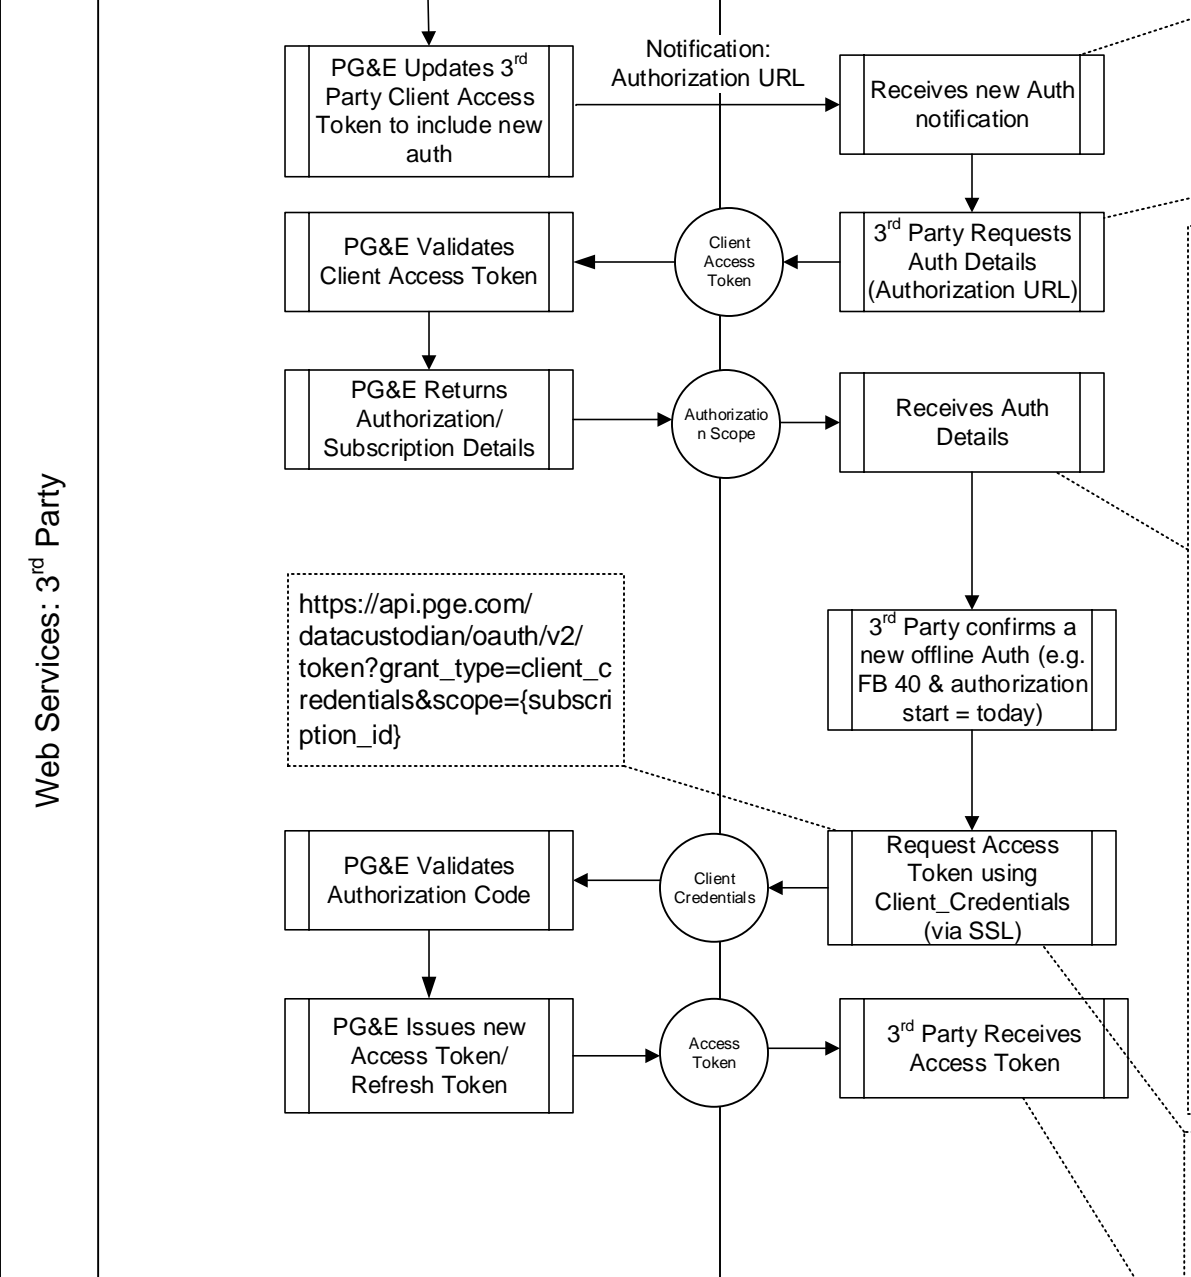 Web Services: 3rd Party
PG&E Updates 3rd
Party Client Access
Token to include new
auth
Notification:
Authorization URL
Receives new Auth
notification
3rd Party Requests
Auth Details
(Authorization URL)
Client
Access
Token
PG&E Validates
Client Access Token
PG&E Returns
Authorization/
Subscription Details
Authorizatio
n Scope
Receives Auth
Details
3rd Party confirms a
new offline Auth (e.g.
FB 40 & authorization
start = today)
https://api.pge.com/
datacustodian/oauth/v2/
token?grant_type=client_c
redentials&scope={subscri
ption_id}
Request Access
Token using
Client_Credentials
(via SSL)
Client
Credentials
PG&E Validates
Authorization Code
PG&E Issues new
Access Token/
Refresh Token
Access
Token
3rd Party Receives
Access Token